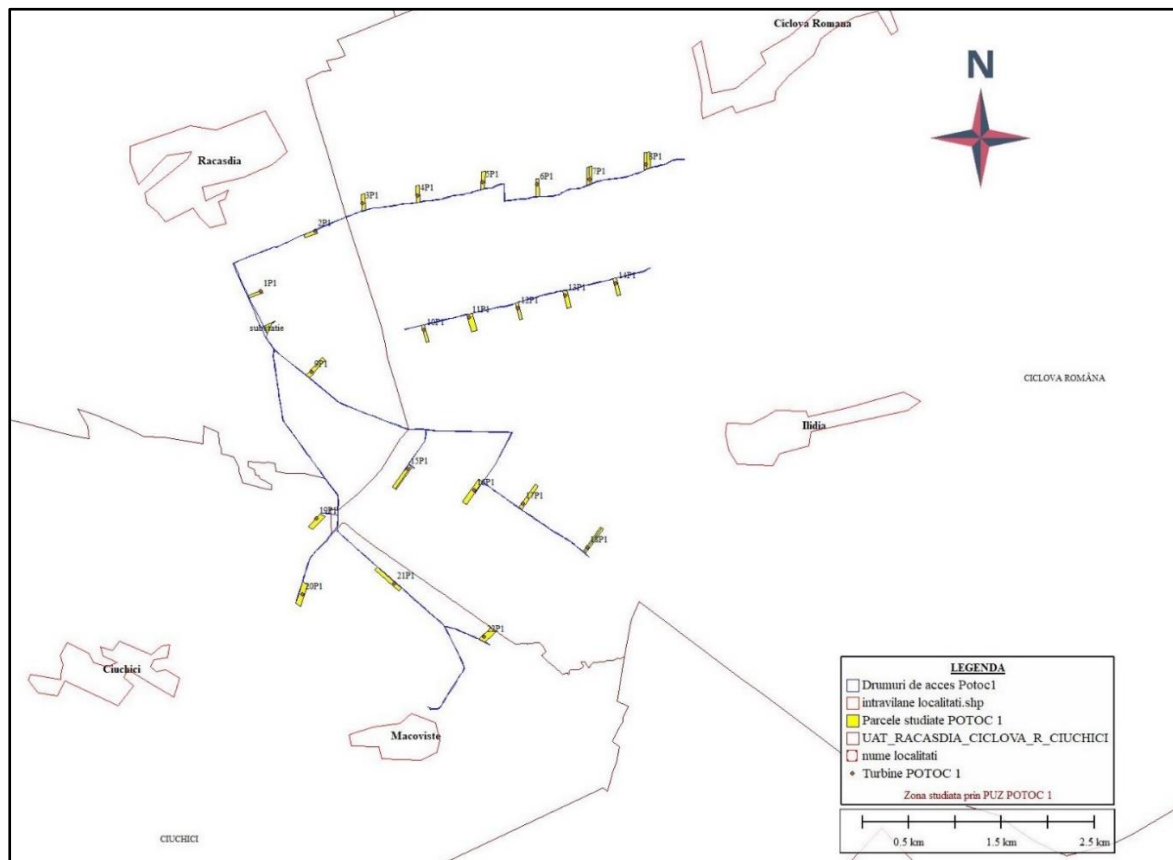 Ciclova Romana
N
Racasdia
8P1
7P1
6P1
5P1
4P1
3P1
2P1
1P1
14P1
13P1
12P1
11P1
10P1
substatie
9P1
CICLOVA ROMÂNA
Ilidia
15P1
16P1
17P1
18P1
19P1
20P1
21P1
22P1
Ciuchici
Macoviste
CIUCHICI
LEGENDA
Drumuri de acces Potoc1
intravilane localitati.shp
Parcele studiate POTOC 1
UAT_RACASDIA_CICLOVA_R_CIUCHICI
nume localitati
Turbine POTOC 1
Zona studiata prin PUZ POTOC 1
0.5 km 1.5 km 2.5 km